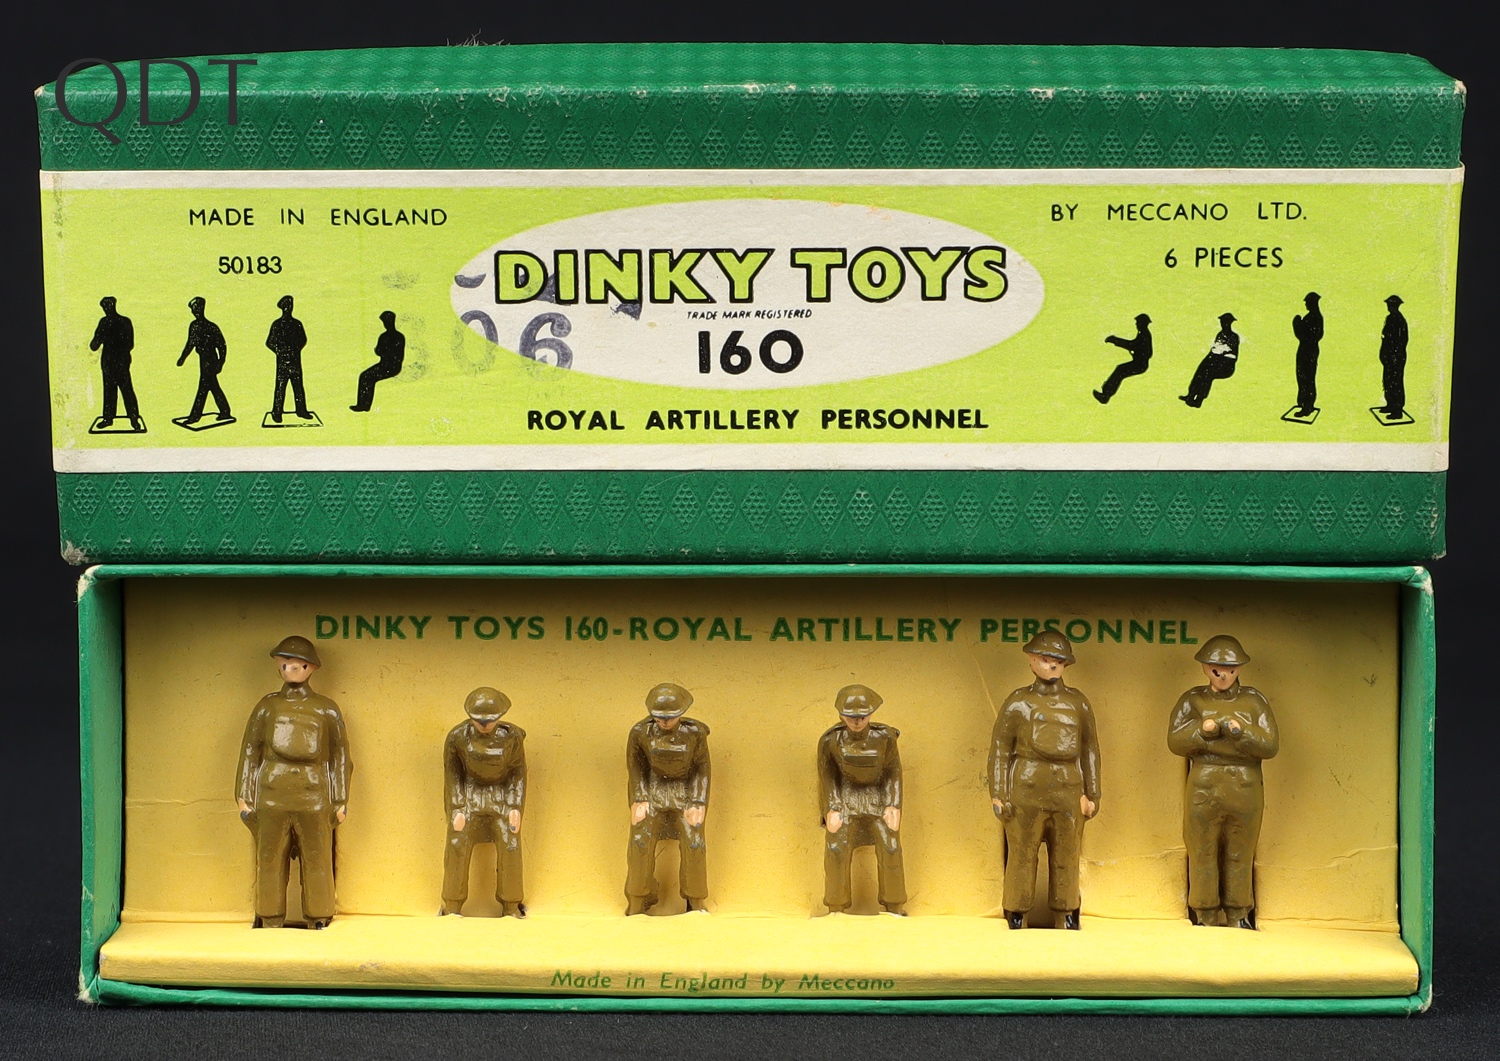 QDT
MADE IN ENGLAND
BY MECCANO LTD.
50183
DINKY TOYS
6 PIECES
TRADE MARK REGISTERED
160
ROYAL ARTILLERY PERSONNEL
DINKY TOYS 160-ROYAL ARTILLERY PERSONNEL
Made in England by Meccano